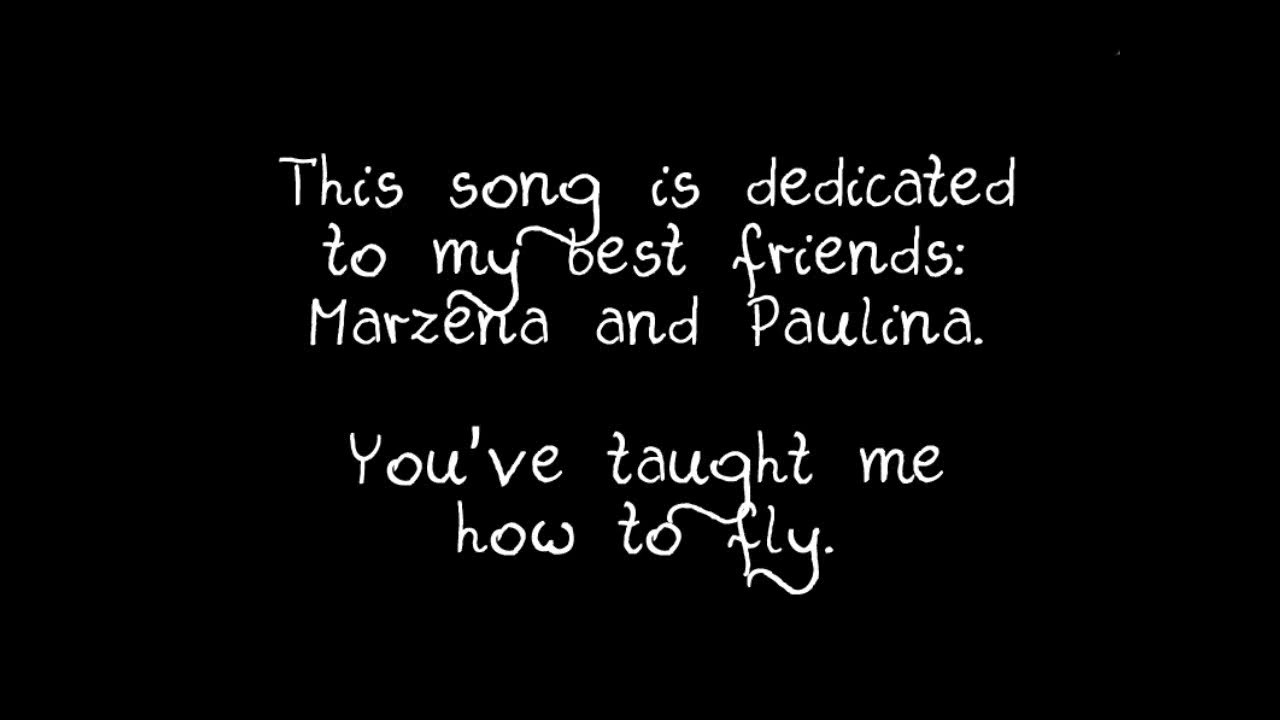 This song is dedicated
to my best friends:
Marzena and Paulina.
You've taught me
how to fly.